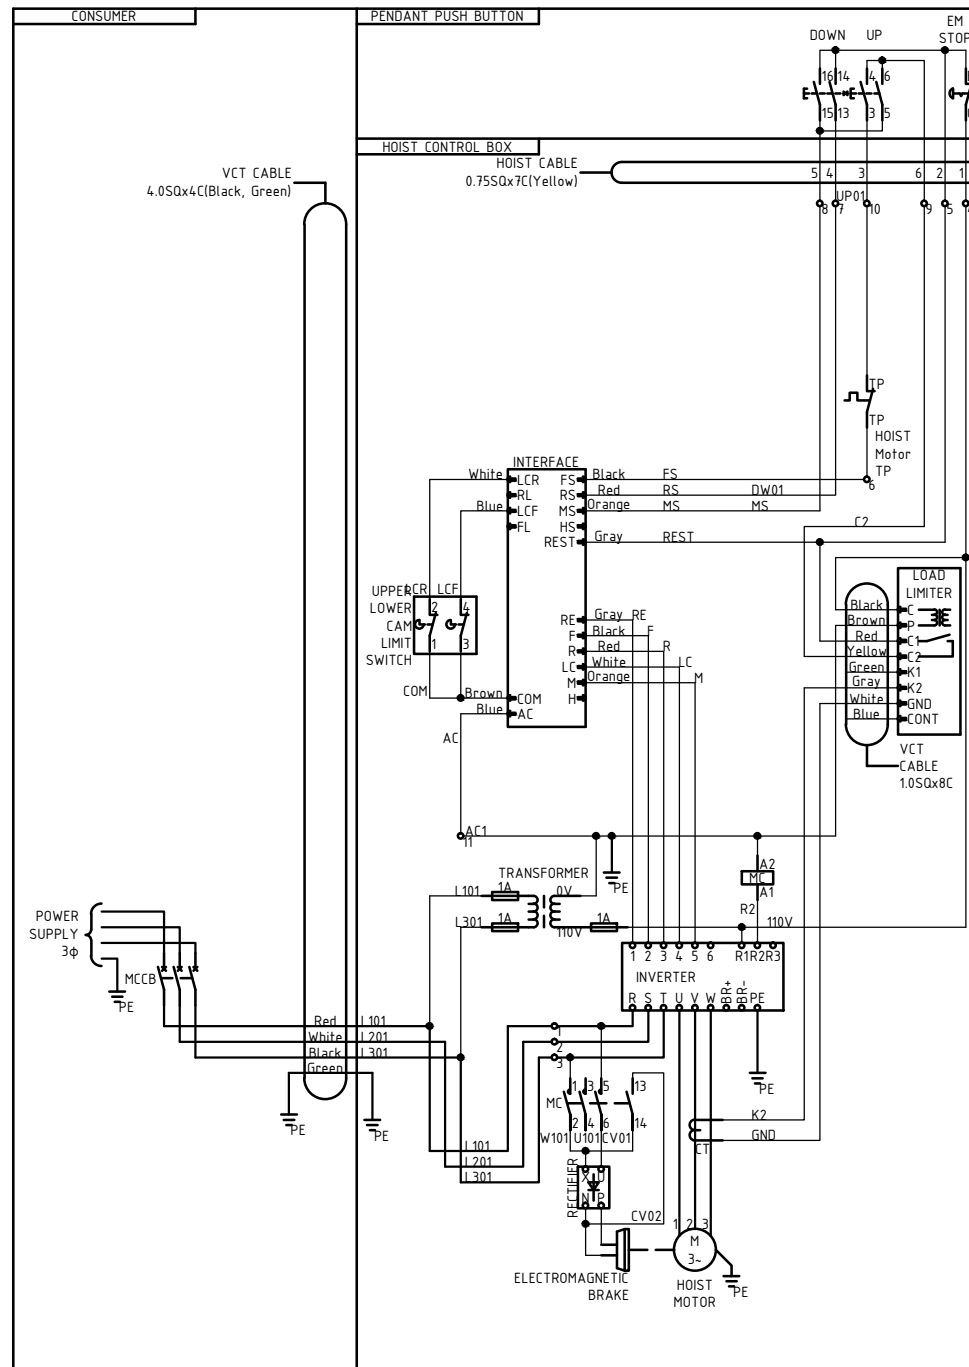 CONSUMER
PENDANT PUSH BUTTON
DOWN
UP
EM
STOP
16
14
4
6
15
13
3
5
HOIST CONTROL BOX
VCT CABLE
4.0SQx4C(Black, Green)
HOIST CABLE
0.75SQx7C(Yellow)
5
4
3
6
2
1
UP01
8
7
10
9
5
TP
TP
HOIST
Motor
TP
6
INTERFACE
White
LCR
FS
Black
FS
RL
RS
Red
RS
DW01
Blue
LCF
MS
Orange
MS
MS
FL
HS
REST
Gray
REST
C2
UPPER
LOWER
CAM
LIMIT
SWITCH
LCR
LCF
2
4
1
3
COM
Brown
COM
Blue
AC
AC
RE
Gray
RE
F
Black
F
R
Red
R
LC
White
LC
M
Orange
M
H
LOAD
LIMITER
Black
C
Brown
P
Red
C1
Yellow
C2
Green
K1
Gray
K2
White
GND
Blue
CONT
VCT
CABLE
1.0SQx8C
AC1
11
TRANSFORMER
L101
1A
0V
PE
L301
1A
110V
1A
A2
MC
A1
R2
110V
POWER
SUPPLY
3φ
MCCB
PE
1
2
3
4
5
6
R1
R2
R3
INVERTER
R
S
T
U
V
W
BR+
BR-
PE
PE
Red
L101
White
L201
Black
L301
Green
PE
PE
1
2
3
MC
1
3
5
13
2
4
6
14
W101
U101
CV01
K2
GND
CT
L101
L201
L301
RECTIFIER
X
U
N
P
CV02
1
2
3
M
3~
PE
ELECTROMAGNETIC
BRAKE
HOIST
MOTOR